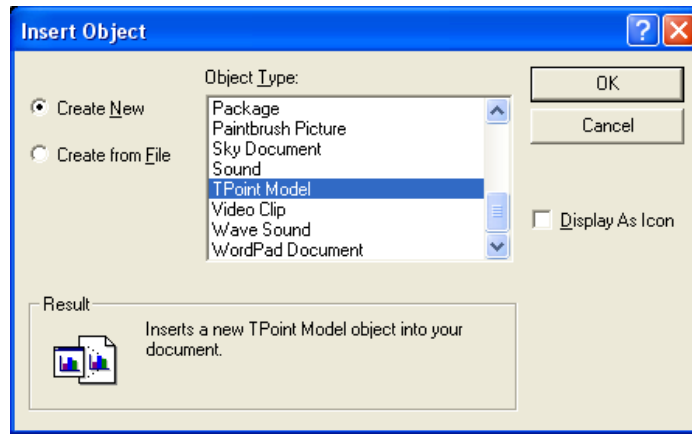 Insert Object
Object Type:
Create New
Create from File
Package
Paintbrush Picture
Sky Document
Sound
TPoint Model
Video Clip
Wave Sound
WordPad Document
OK
Cancel
Display As Icon
Result
Inserts a new TPoint Model object into your
document.